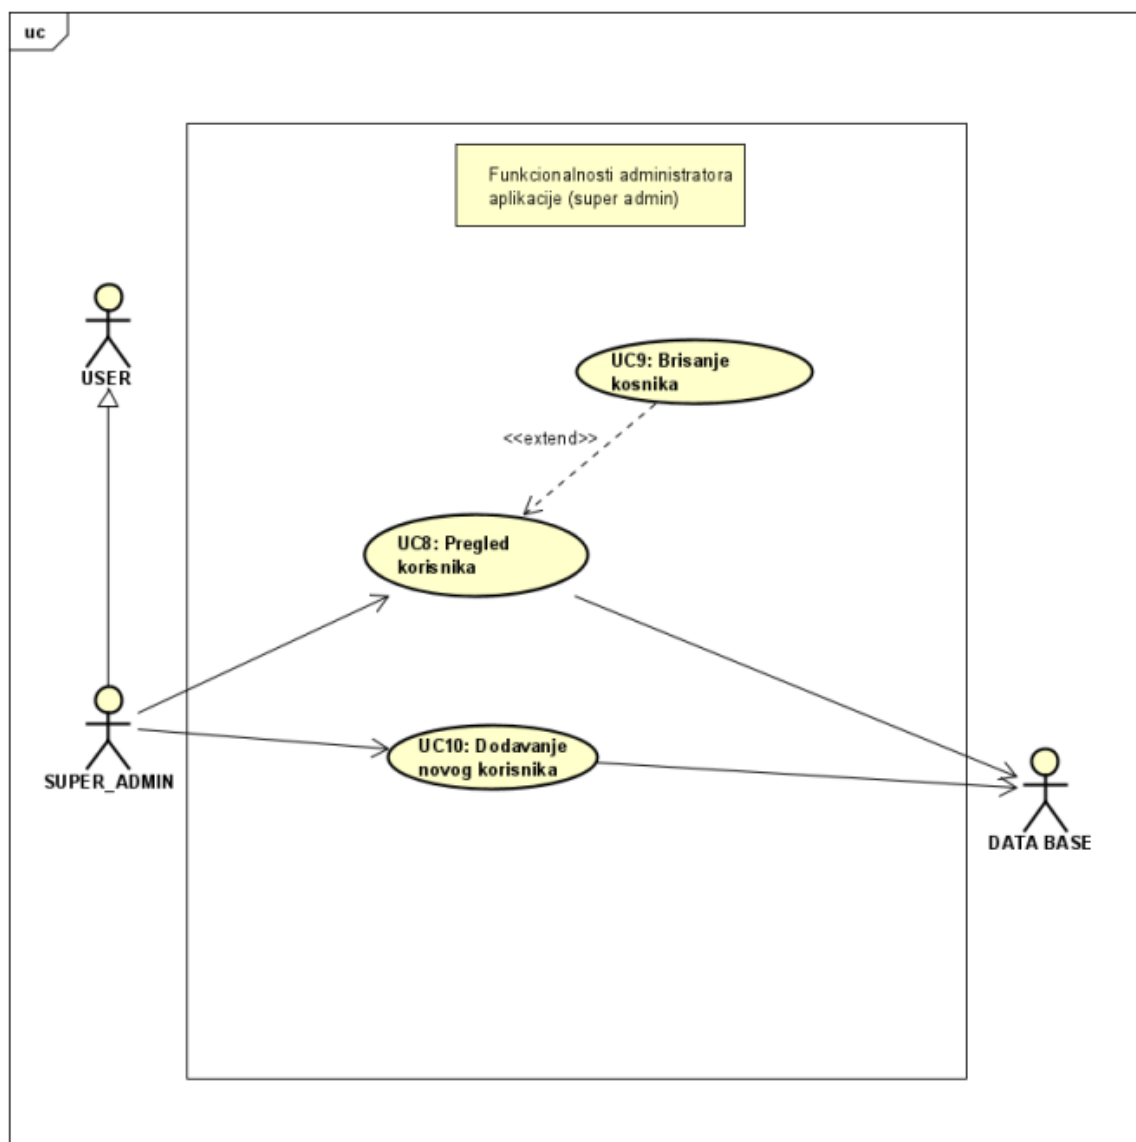 uc
Funkcionalnosti administratora
aplikacije (super admin)
USER
UC9: Brisanje
kosnika
<<extend>>
UC8: Pregled
korisnika
SUPER_ADMIN
UC10: Dodavanje
novog korisnika
DATA BASE